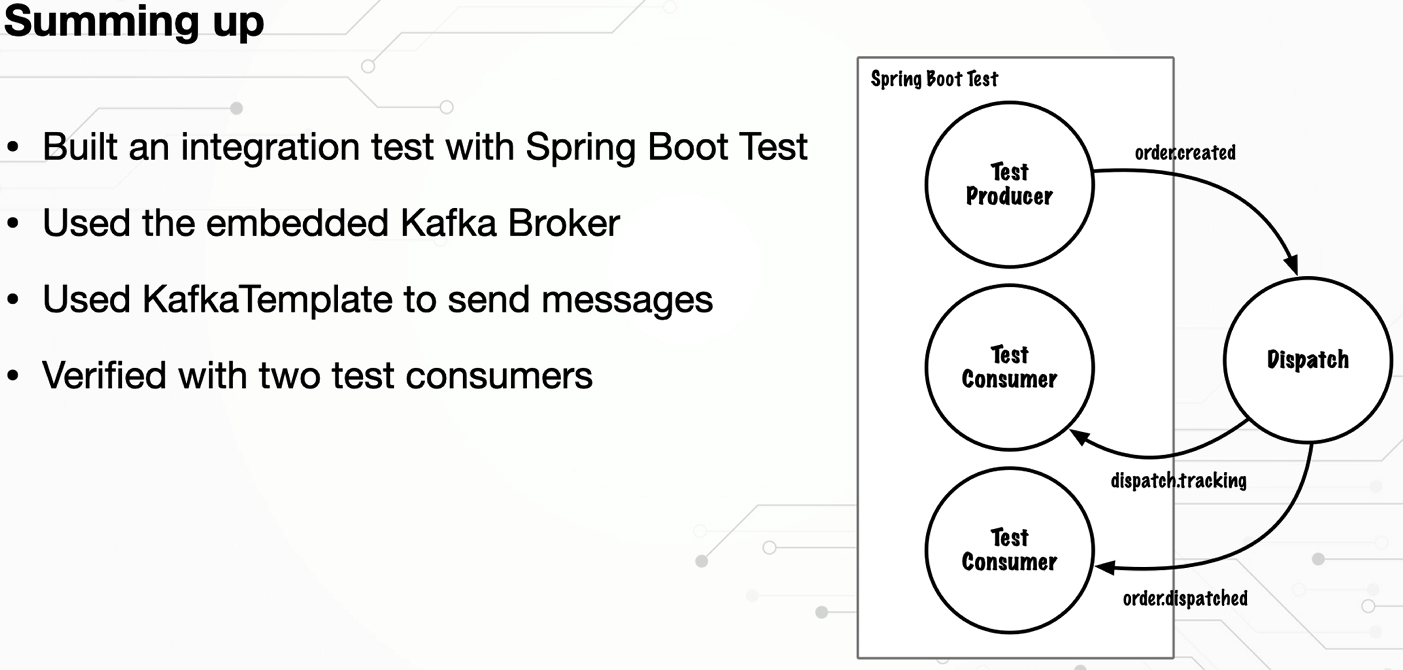 Summing up
• Built an integration test with Spring Boot Test
• Used the embedded Kafka Broker
• Used KafkaTemplate to send messages
• Verified with two test consumers
Spring Boot Test
Test
Producer
order.created
Test
Consumer
Dispatch
dispatch.tracking
Test
Consumer
order.dispatched